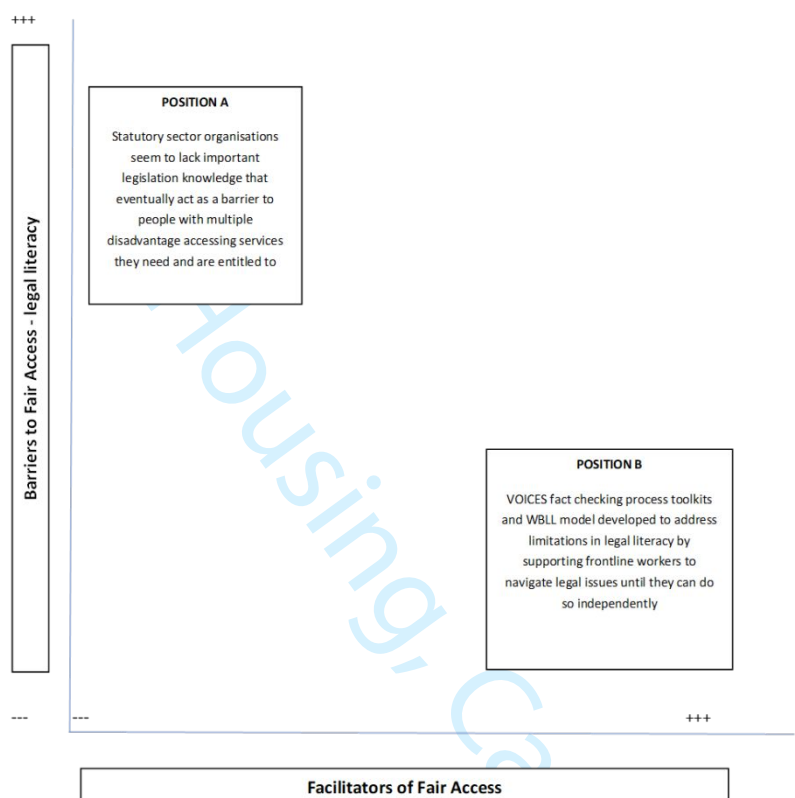 +++
POSITION A
Statutory sector organisations
seem to lack important
legislation knowledge that
eventually act as a barrier to
people with multiple
disadvantage accessing services
they need and are entitled to
Barriers to Fair Access - legal literacy
Housing, Ca
POSITION B
VOICES fact checking process toolkits
and WBLL model developed to address
limitations in legal literacy by
supporting frontline workers to
navigate legal issues until they can do
so independently
---
---
+++
Facilitators of Fair Access